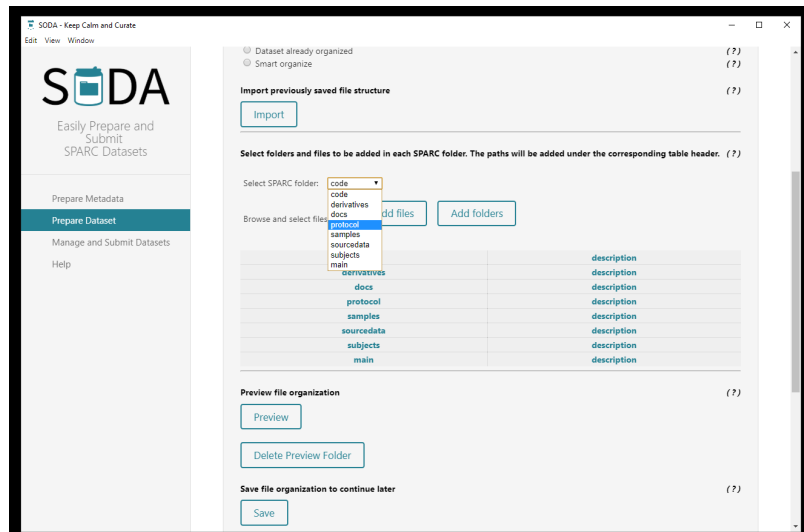 SODA - Keep Calm and Curate
Edit View Window
S DA
Easily Prepare and
Submit
SPARC Datasets
Prepare Metadata
Prepare Dataset
Manage and Submit Datasets
Help
Dataset already organized (?)
Smart organize (?)
Import previously saved file structure (?)
Import
Select folders and files to be added in each SPARC folder. The paths will be added under the corresponding table header. (?)
Select SPARC folder: code
code
derivatives
docs
protocol
samples
sourcedata
subjects
main
Browse and select files dd files Add folders
description
derivatives description
docs description
protocol description
samples description
sourcedata description
subjects description
main description
Preview file organization (?)
Preview
Delete Preview Folder
Save file organization to continue later (?)
Save